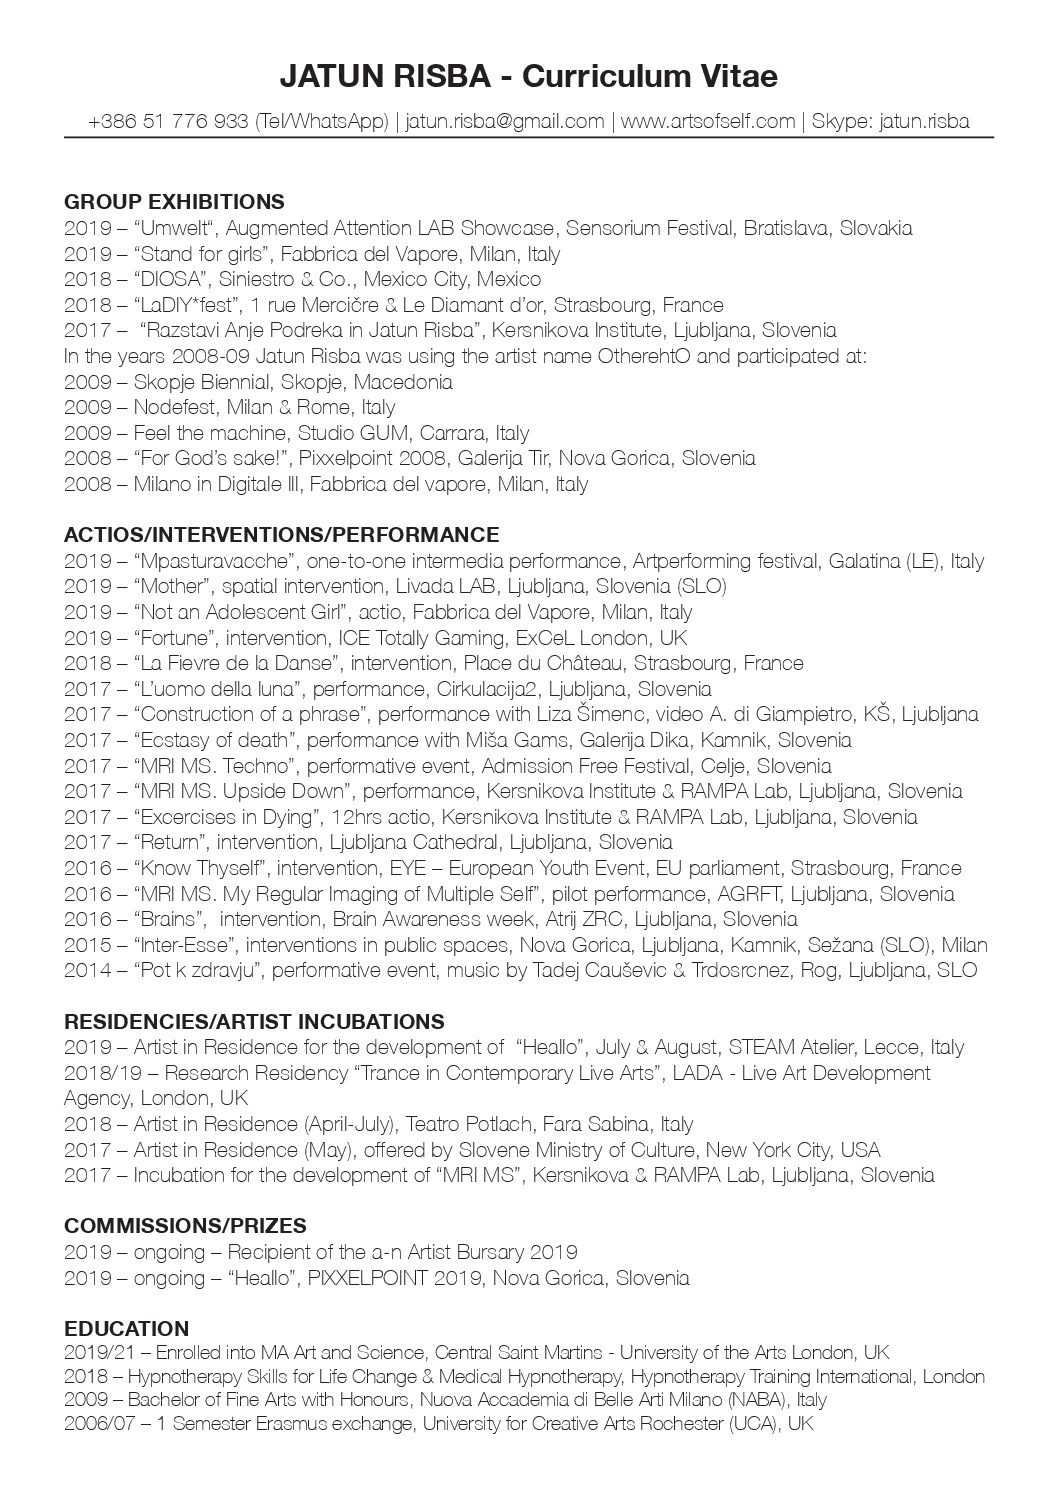 JATUN RISBA - Curriculum Vitae
+386 51 776 933 (Tel/WhatsApp) | jatun.risba@gmail.com | www.artsofself.com | Skype: jatun.risba
GROUP EXHIBITIONS
2019 – “Umwelt“, Augmented Attention LAB Showcase, Sensorium Festival, Bratislava, Slovakia
2019 – “Stand for girls”, Fabbrica del Vapore, Milan, Italy
2018 – “DIOSA”, Siniestro & Co., Mexico City, Mexico
2018 – “LaDIY*fest”, 1 rue Mercičre & Le Diamant d’or, Strasbourg, France
2017 –  “Razstavi Anje Podreka in Jatun Risba”, Kersnikova Institute, Ljubljana, Slovenia
In the years 2008-09 Jatun Risba was using the artist name OtherehtO and participated at:
2009 – Skopje Biennial, Skopje, Macedonia
2009 – Nodefest, Milan & Rome, Italy
2009 – Feel the machine, Studio GUM, Carrara, Italy
2008 – “For God’s sake!”, Pixxelpoint 2008, Galerija Tir, Nova Gorica, Slovenia
2008 – Milano in Digitale III, Fabbrica del vapore, Milan, Italy
ACTIOS/INTERVENTIONS/PERFORMANCE
2019 – “Mpasturavacche”, one-to-one intermedia performance, Artperforming festival, Galatina (LE), Italy
2019 – “Mother”, spatial intervention, Livada LAB, Ljubljana, Slovenia (SLO)
2019 – “Not an Adolescent Girl”, actio, Fabbrica del Vapore, Milan, Italy
2019 – “Fortune”, intervention, ICE Totally Gaming, ExCeL London, UK
2018 – “La Fievre de la Danse”, intervention, Place du Château, Strasbourg, France
2017 – “L’uomo della luna”, performance, Cirkulacija2, Ljubljana, Slovenia
2017 – “Construction of a phrase”, performance with Liza Šimenc, video A. di Giampietro, KŠ, Ljubljana
2017 – “Ecstasy of death”, performance with Miša Gams, Galerija Dika, Kamnik, Slovenia
2017 – “MRI MS. Techno”, performative event, Admission Free Festival, Celje, Slovenia
2017 – “MRI MS. Upside Down”, performance, Kersnikova Institute & RAMPA Lab, Ljubljana, Slovenia
2017 – “Excercises in Dying”, 12hrs actio, Kersnikova Institute & RAMPA Lab, Ljubljana, Slovenia
2017 – “Return”, intervention, Ljubljana Cathedral, Ljubljana, Slovenia
2016 – “Know Thyself”, intervention, EYE – European Youth Event, EU parliament, Strasbourg, France
2016 – “MRI MS. My Regular Imaging of Multiple Self”, pilot performance, AGRFT, Ljubljana, Slovenia
2016 – “Brains”,  intervention, Brain Awareness week, Atrij ZRC, Ljubljana, Slovenia
2015 – “Inter-Esse”, interventions in public spaces, Nova Gorica, Ljubljana, Kamnik, Sežana (SLO), Milan
2014 – “Pot k zdravju”, performative event, music by Tadej Caušević & Trdosrcnez, Rog, Ljubljana, SLO
RESIDENCIES/ARTIST INCUBATIONS
2019 – Artist in Residence for the development of  “Heallo”, July & August, STEAM Atelier, Lecce, Italy
2018/19 – Research Residency “Trance in Contemporary Live Arts”, LADA - Live Art Development
Agency, London, UK
2018 – Artist in Residence (April-July), Teatro Potlach, Fara Sabina, Italy
2017 – Artist in Residence (May), offered by Slovene Ministry of Culture, New York City, USA
2017 – Incubation for the development of “MRI MS”, Kersnikova & RAMPA Lab, Ljubljana, Slovenia
COMMISSIONS/PRIZES
2019 – ongoing – Recipient of the a-n Artist Bursary 2019
2019 – ongoing – “Heallo”, PIXXELPOINT 2019, Nova Gorica, Slovenia
EDUCATION
2019/21 – Enrolled into MA Art and Science, Central Saint Martins - University of the Arts London, UK
2018 – Hypnotherapy Skills for Life Change & Medical Hypnotherapy, Hypnotherapy Training International, London
2009 – Bachelor of Fine Arts with Honours, Nuova Accademia di Belle Arti Milano (NABA), Italy
2006/07 – 1 Semester Erasmus exchange, University for Creative Arts Rochester (UCA), UK